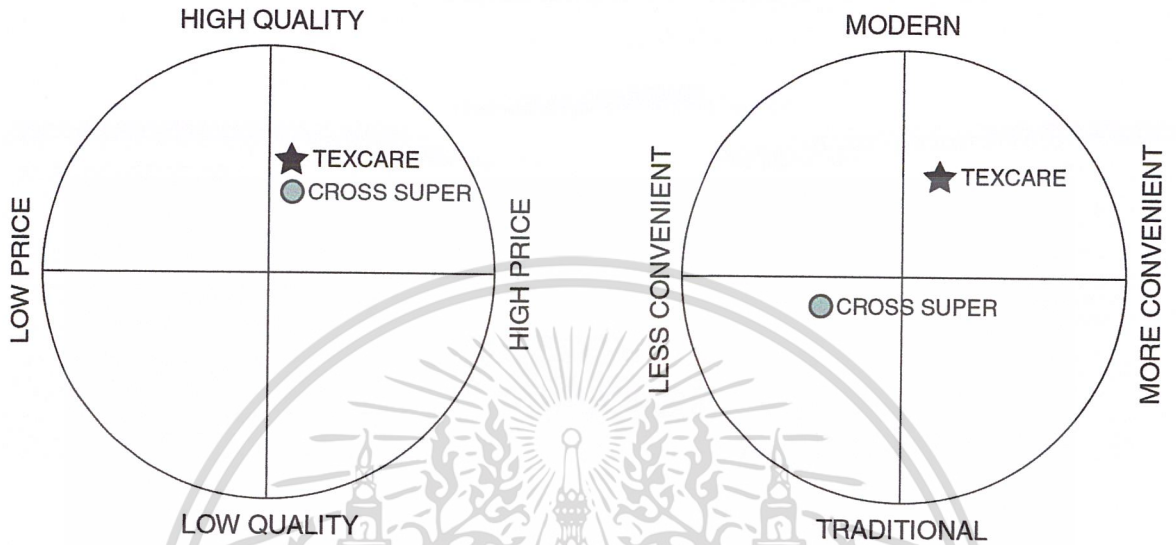 HIGH QUALITY
LOW PRICE
HIGH PRICE
TEXCARE
CROSS SUPER
LOW QUALITY
MODERN
LESS CONVENIENT
MORE CONVENIENT
TEXCARE
CROSS SUPER
TRADITIONAL